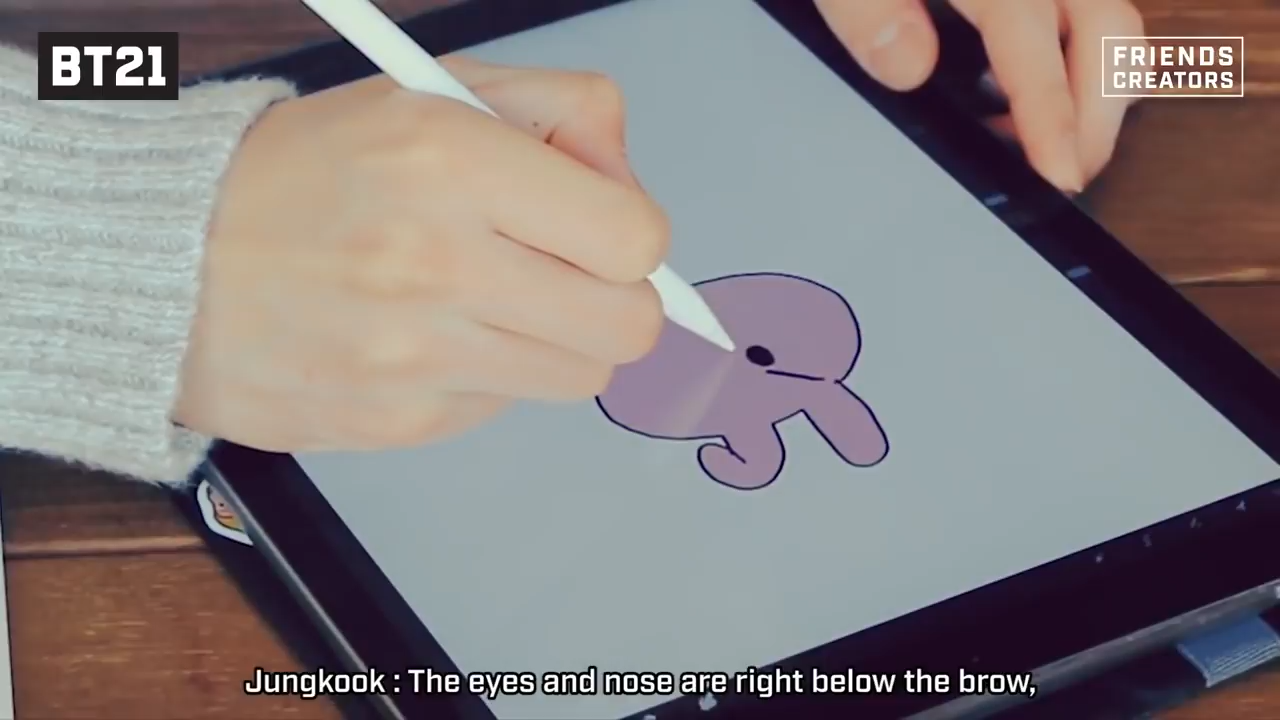 BT21
FRIENDS
CREATORS
Jungkook : The eyes and nose are right below the brow,